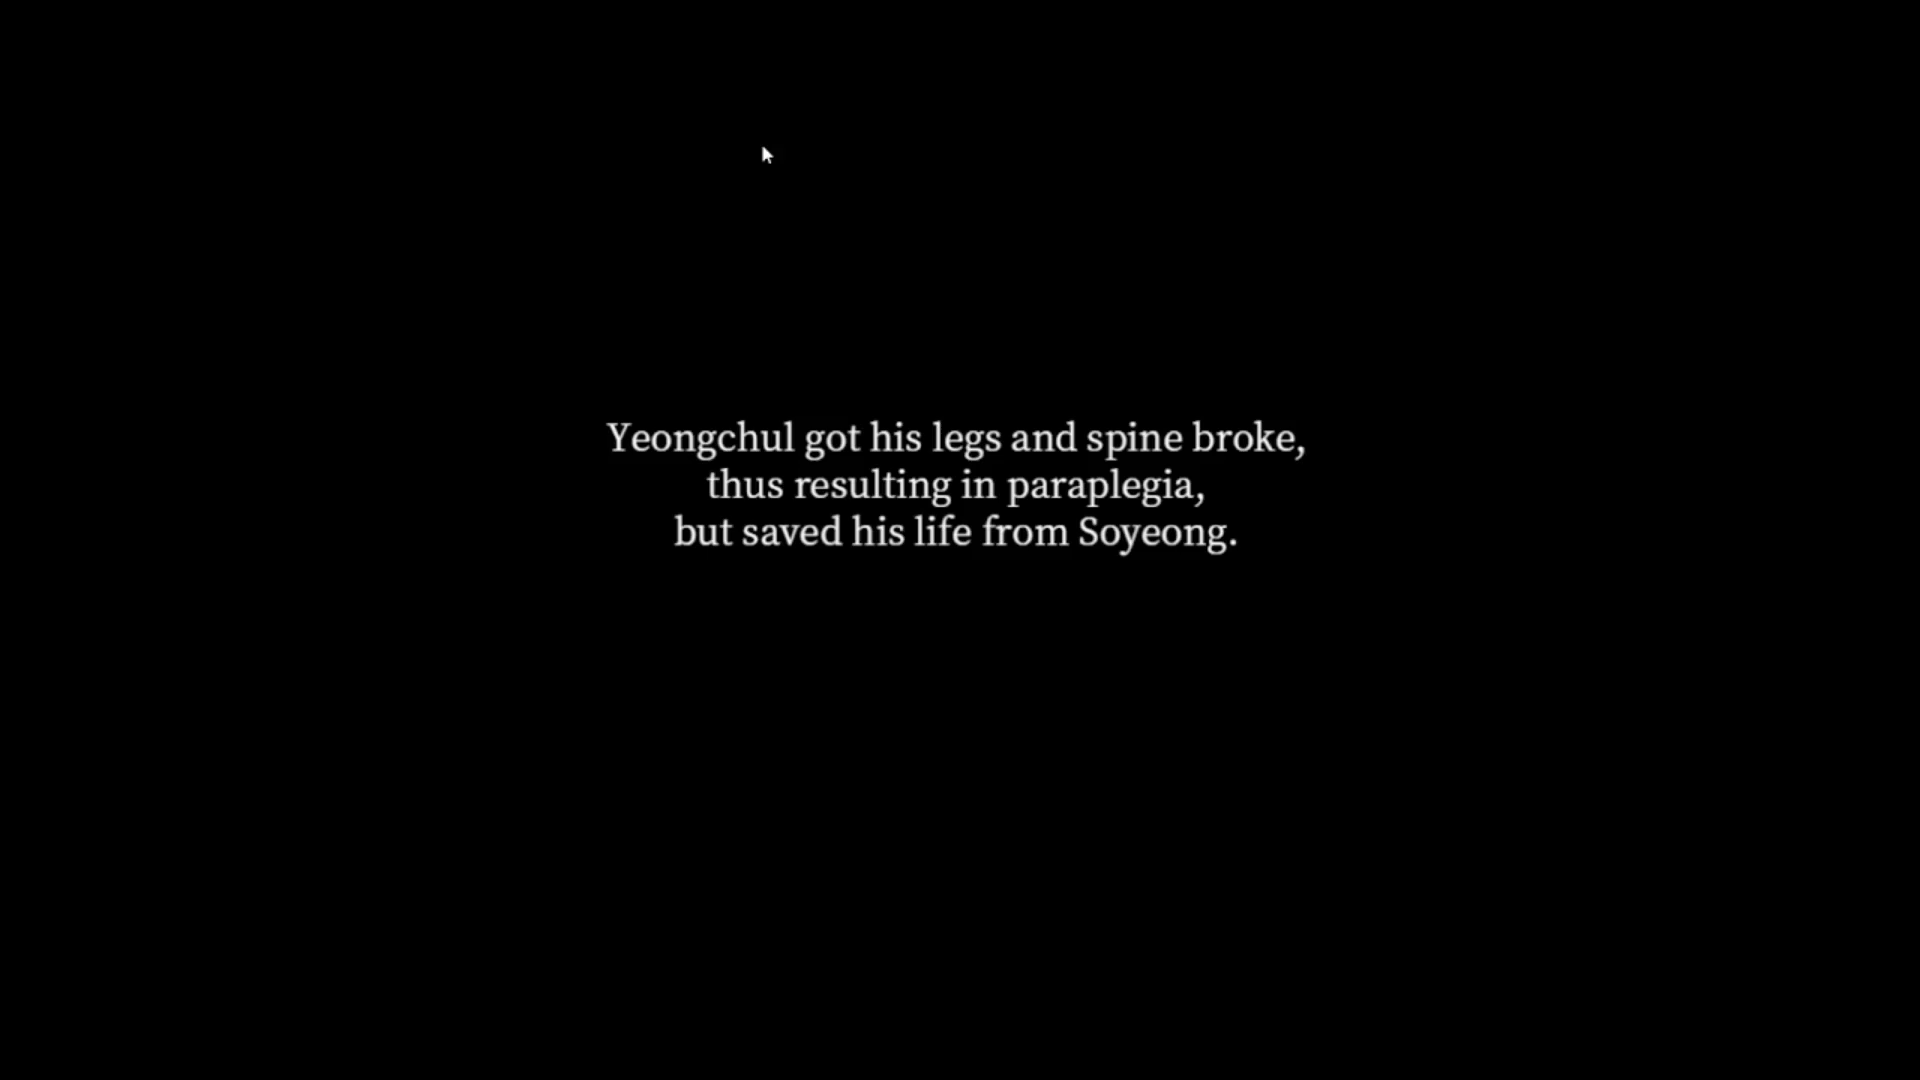 Yeongchul got his legs and spine broke,
thus resulting in paraplegia,
but saved his life from Soyeong.